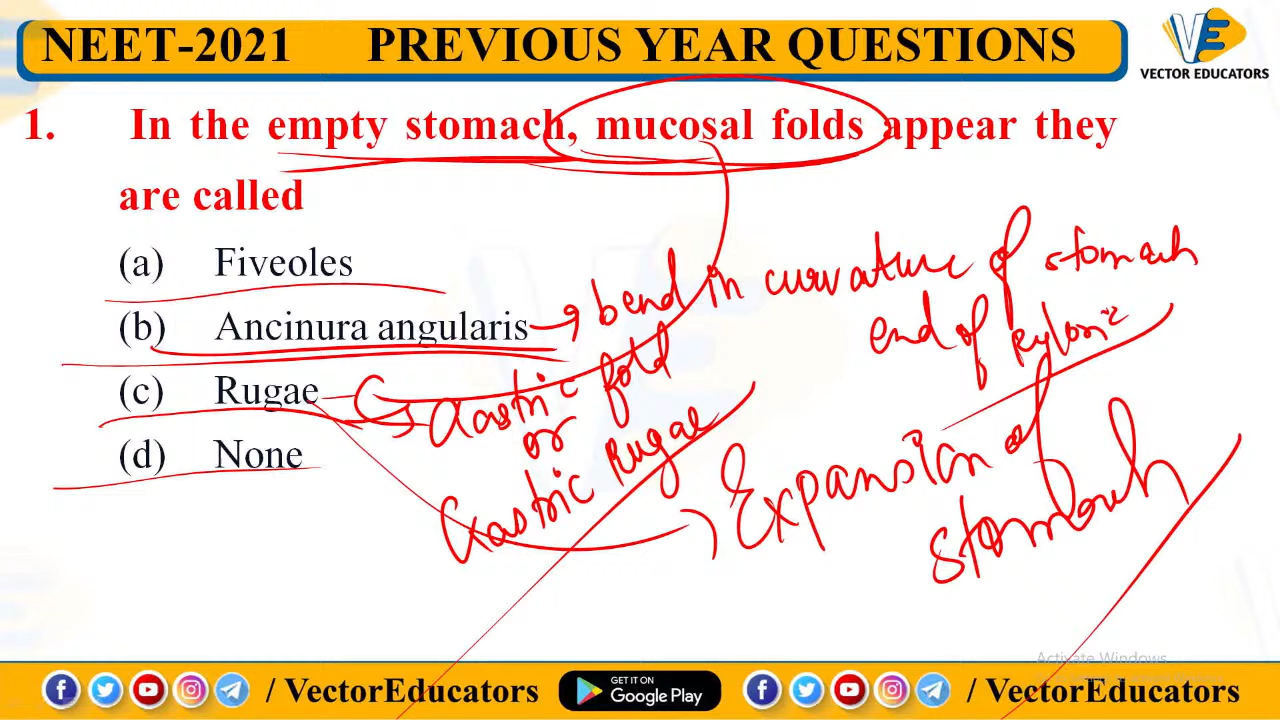 NEET-2021 PREVIOUS YEAR QUESTIONS
VECTOR EDUCATORS
1. In the empty stomach, mucosal folds appear they
are called
(a) Fiveoles
(b) Ancinura angularis
bend in curvature of stomach
end of pyloric
(c) Rugae
Gastric fold
or
Gastric Rugae
Expansion of
stomach
(d) None
Activate Windows
/ VectorEducators
GET IT ON
Google Play
/ VectorEducators